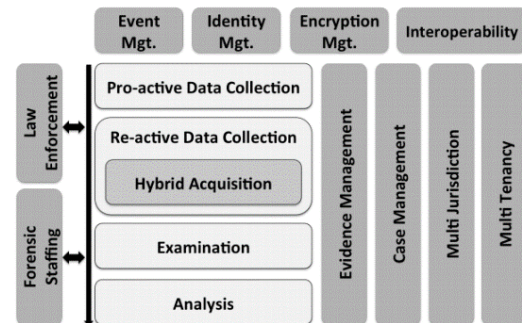 Event
Mgt.
Identity
Mgt.
Encryption
Mgt.
Interoperability
Law
Enforcement
Forensic
Staffing
Pro-active Data Collection
Re-active Data Collection
Hybrid Acquisition
Examination
Analysis
Evidence Management
Case Management
Multi Jurisdiction
Multi Tenancy